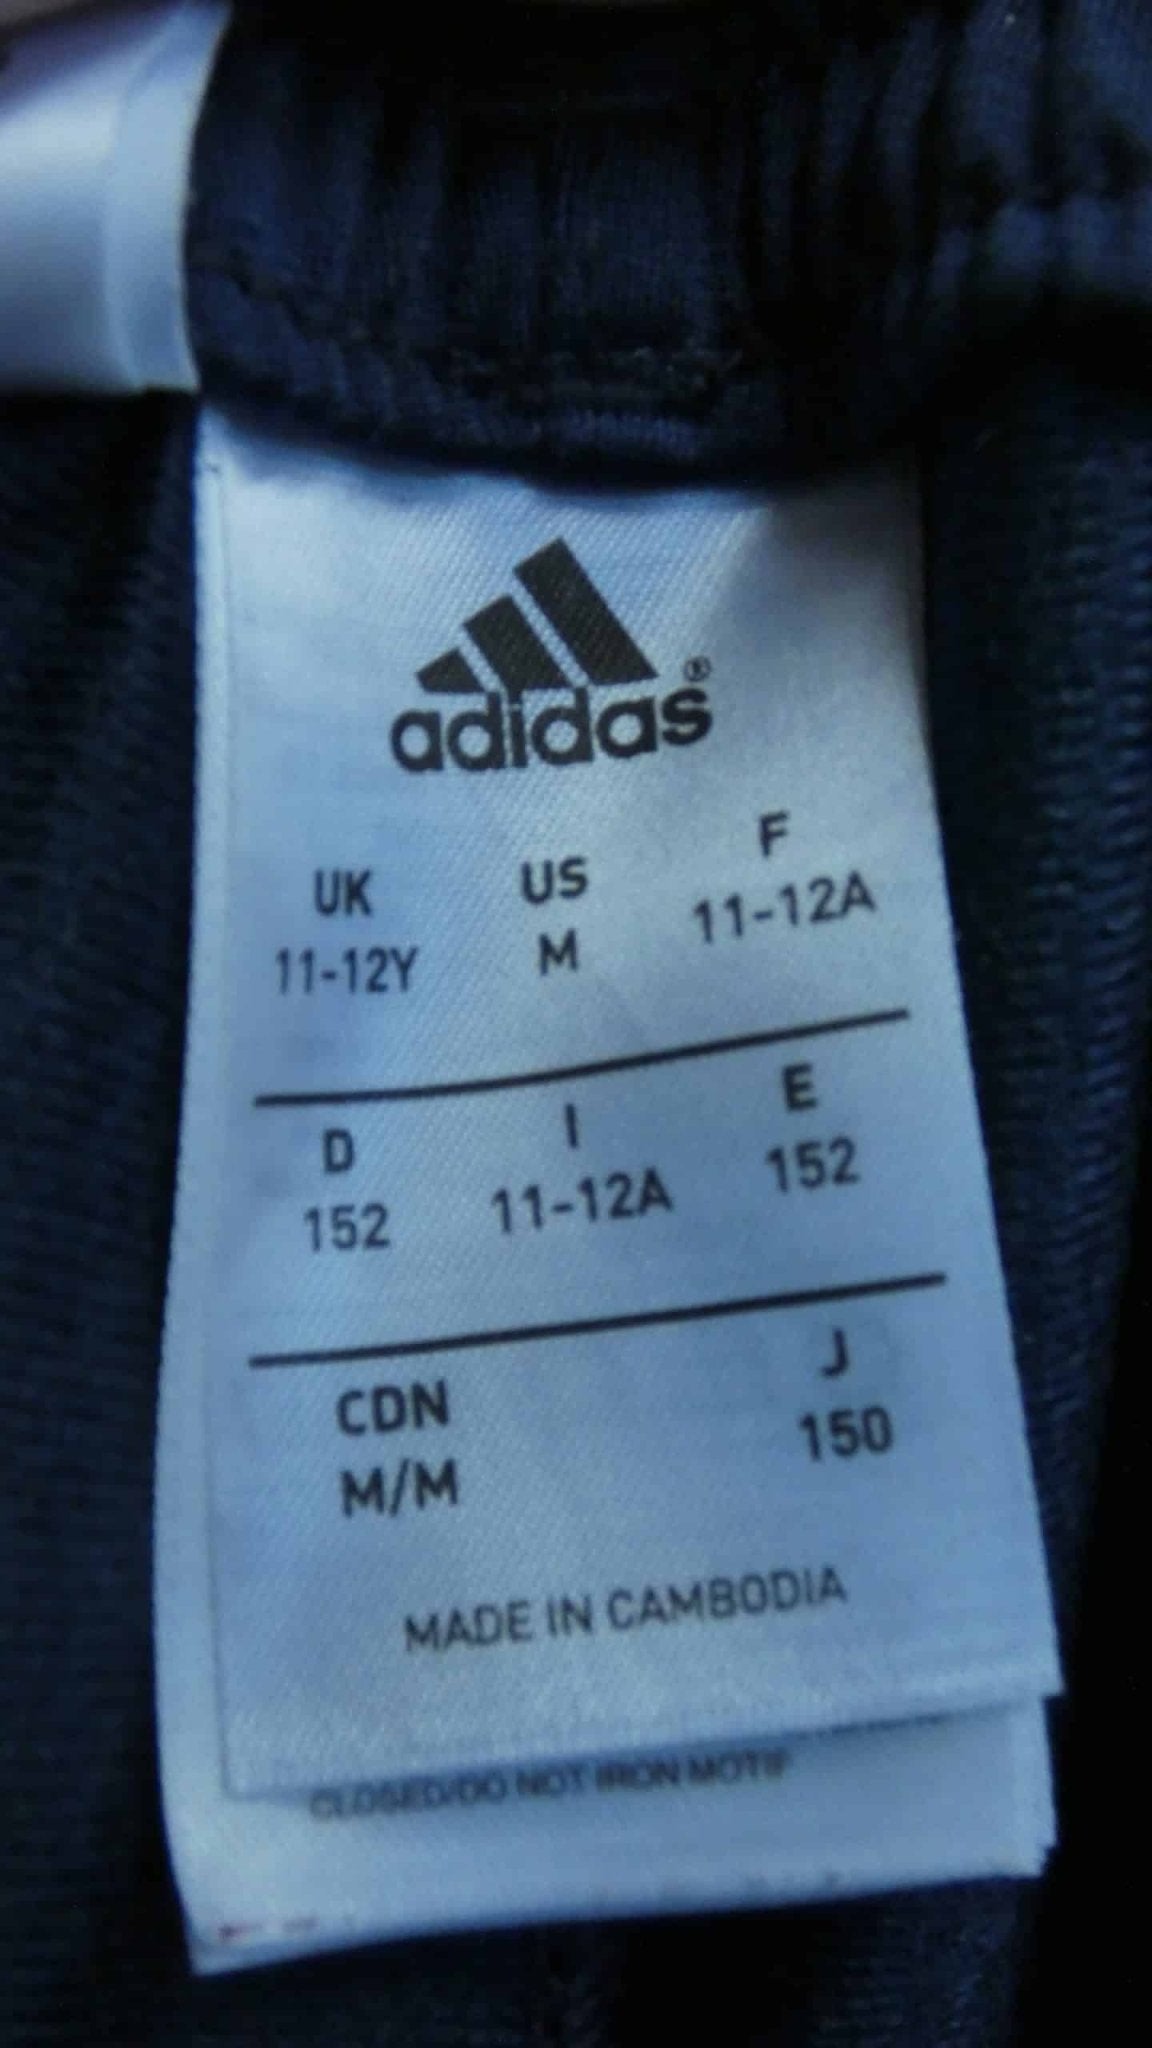 adidas®
UK US F
11-12Y M 11-12A
D I E
152 11-12A 152
CDN J
M/M 150
MADE IN CAMBODIA
CLOSED/DO NOT IRON MOTIF